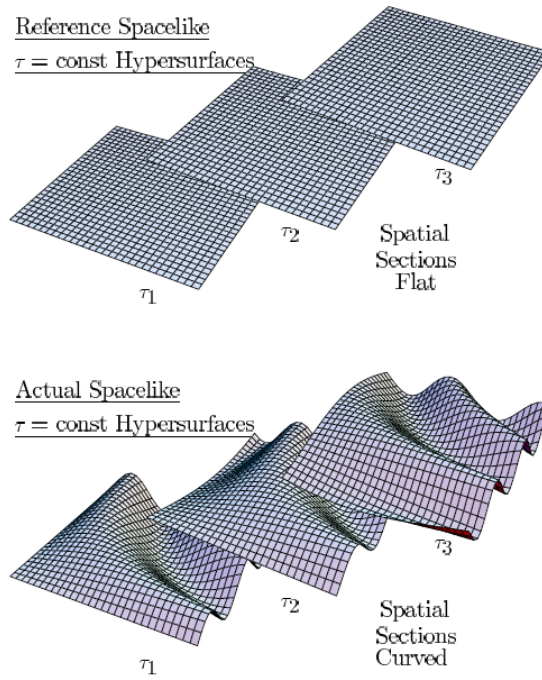 Reference Spacelike
τ = const Hypersurfaces
τ3
τ2
Spatial
Sections
Flat
τ1
Actual Spacelike
τ = const Hypersurfaces
τ3
τ2
Spatial
Sections
Curved
τ1